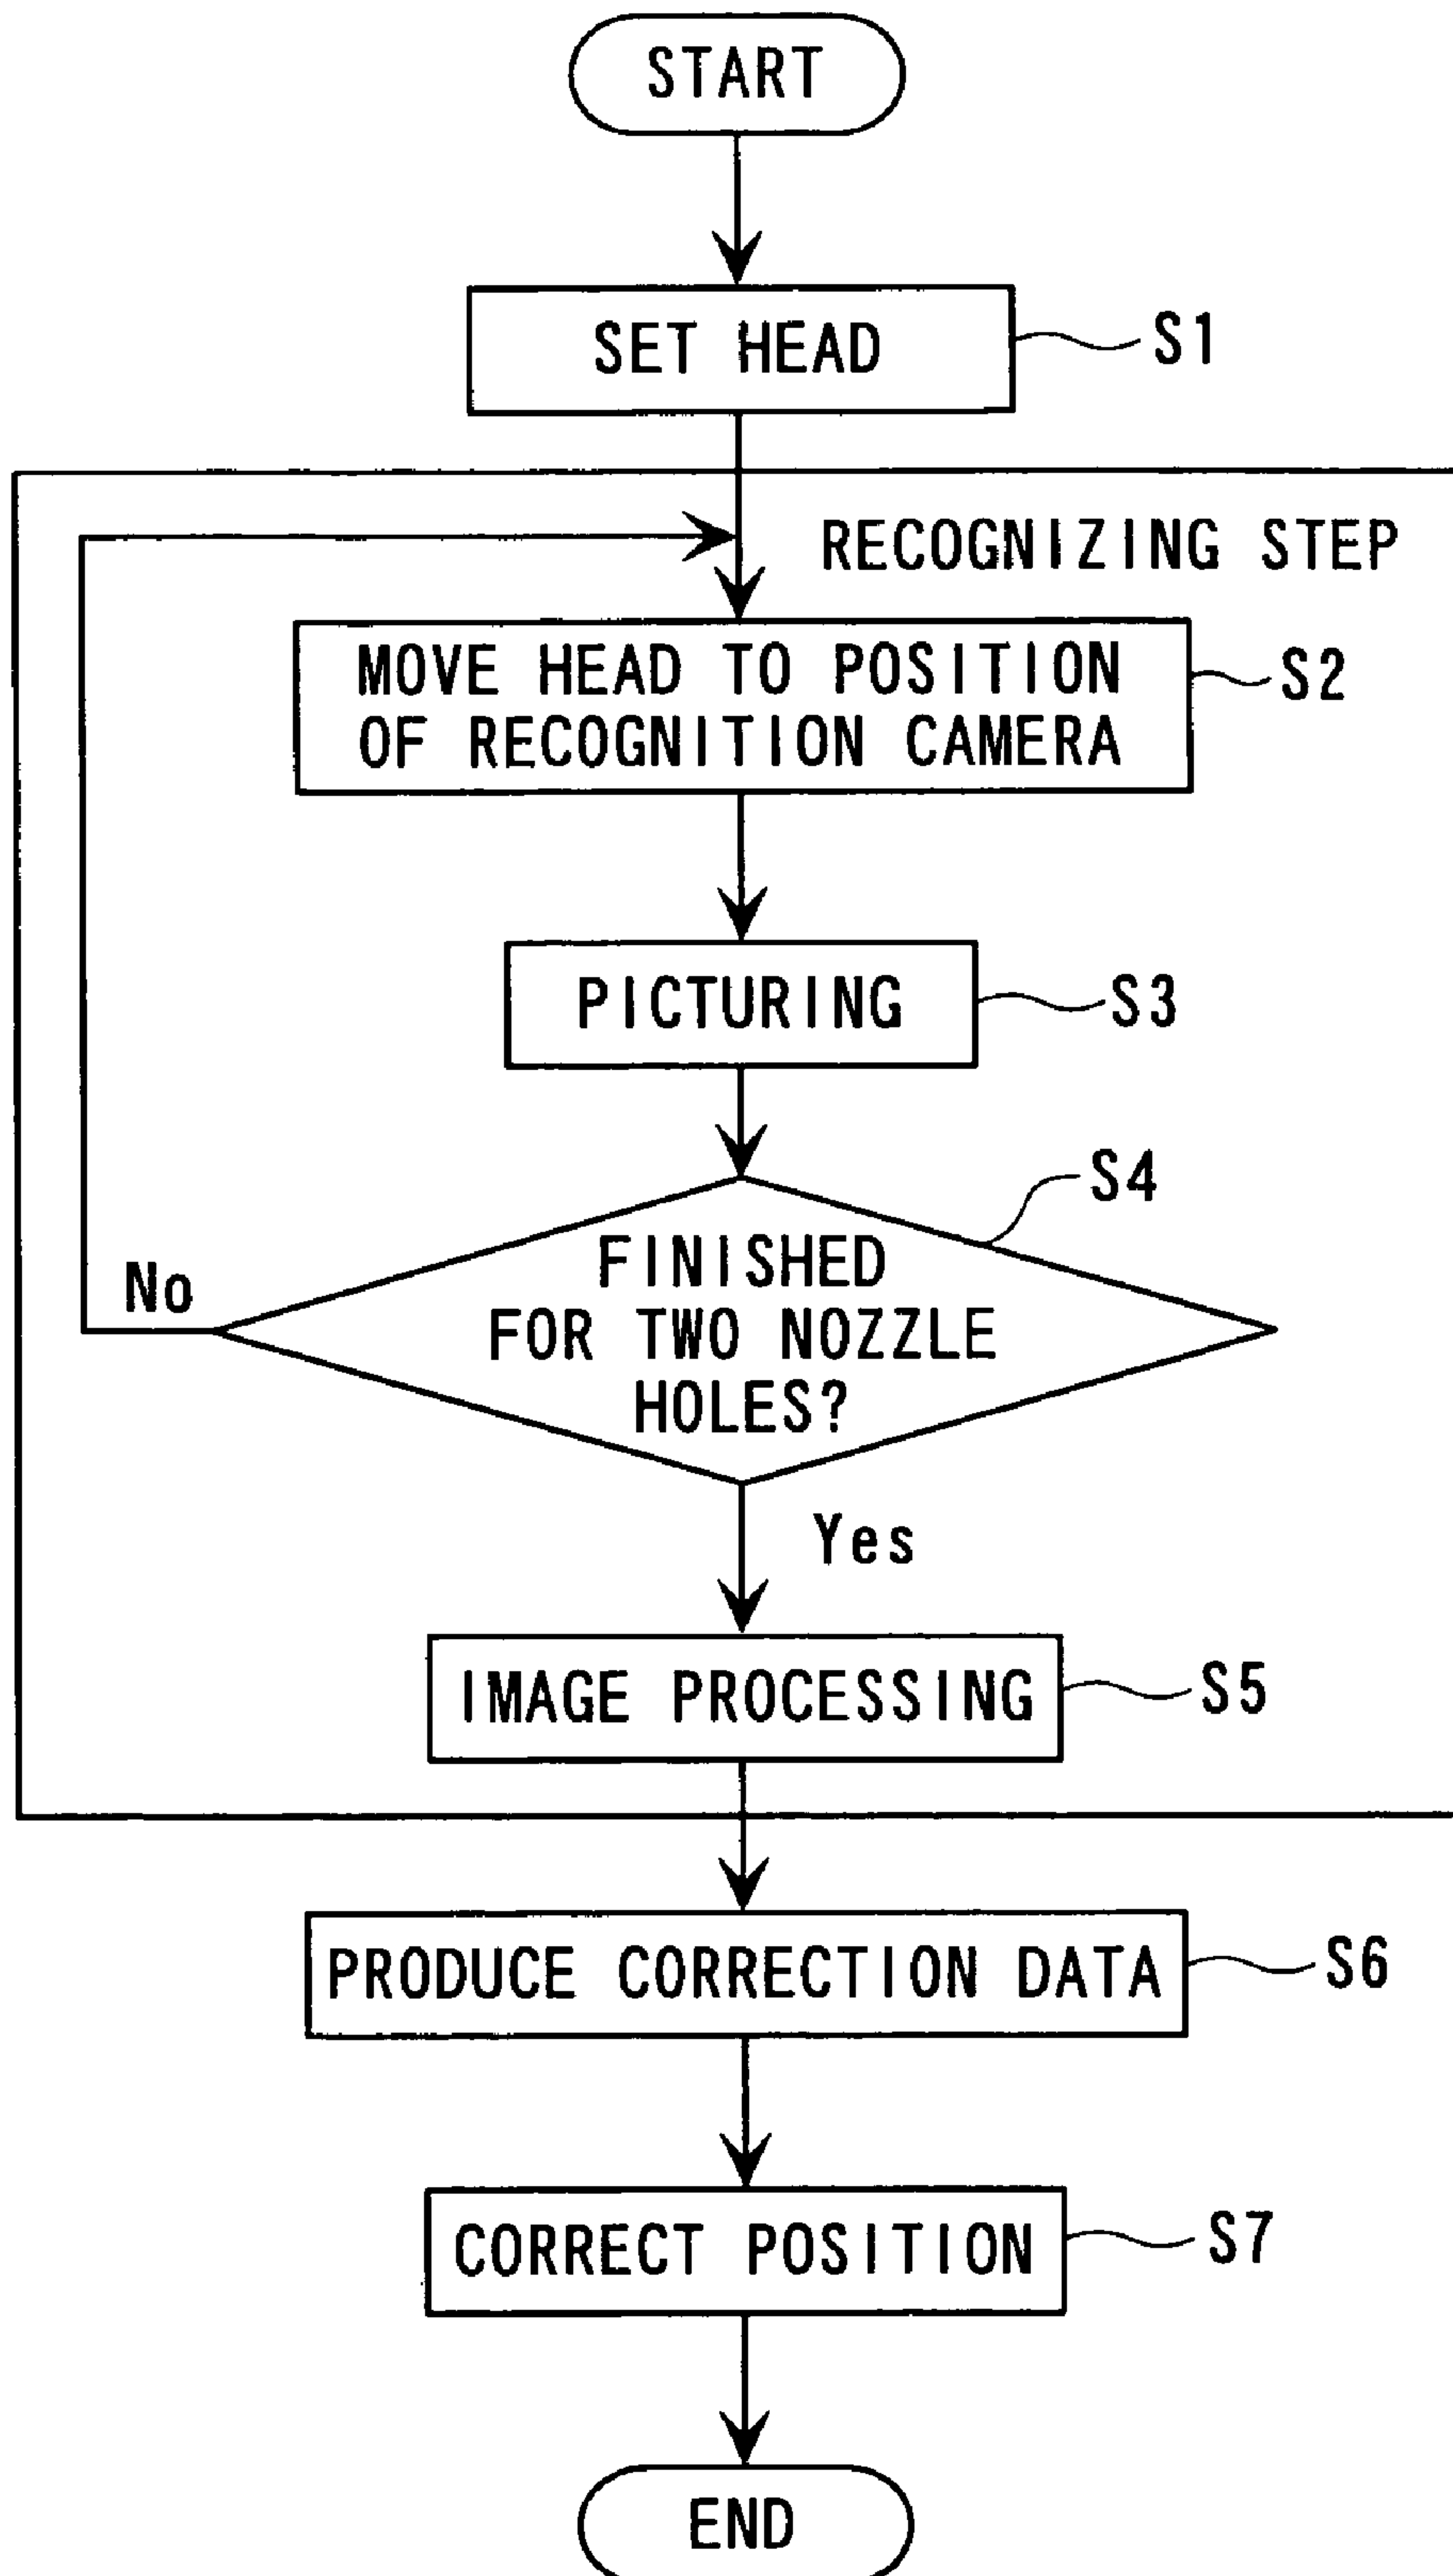 START
SET HEAD
S1
RECOGNIZING STEP
MOVE HEAD TO POSITION
OF RECOGNITION CAMERA
S2
PICTURING
S3
S4
FINISHED
FOR TWO NOZZLE
HOLES?
No
Yes
IMAGE PROCESSING
S5
PRODUCE CORRECTION DATA
S6
CORRECT POSITION
S7
END